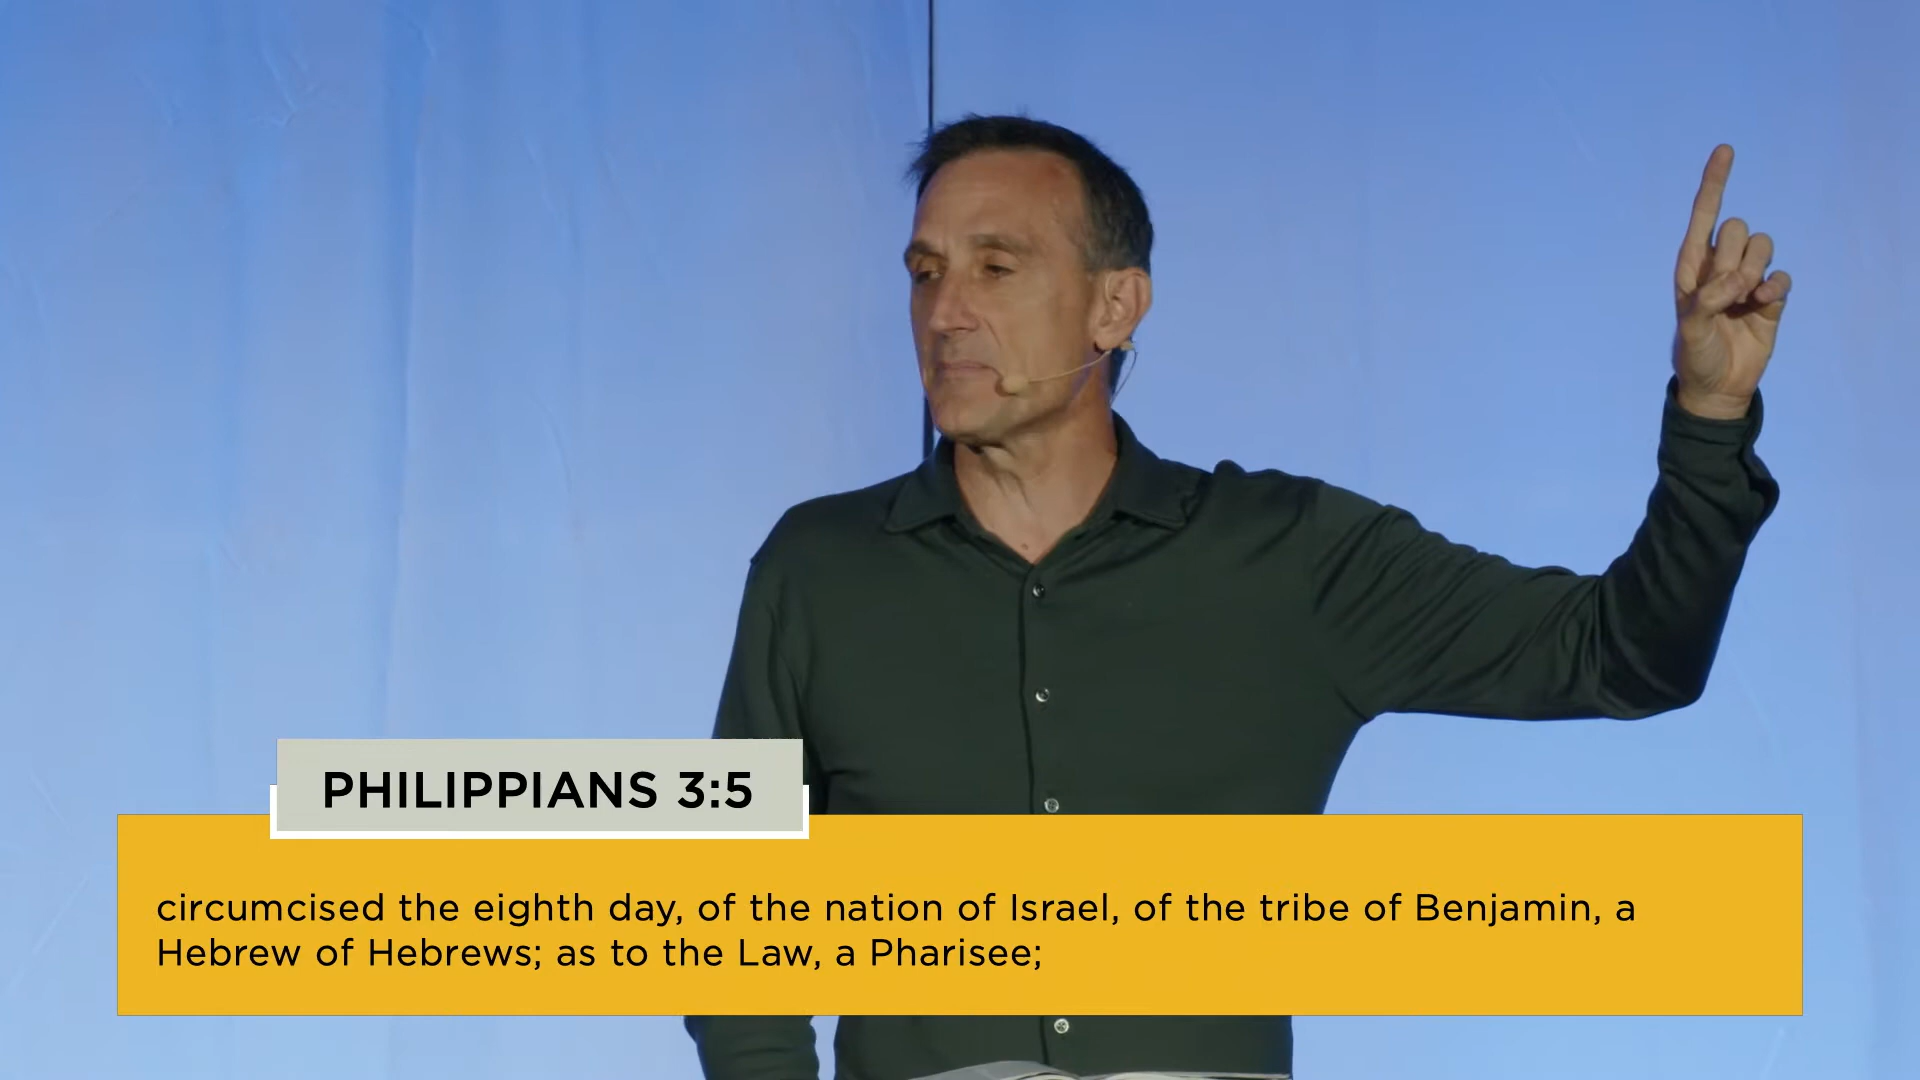 PHILIPPIANS 3:5
circumcised the eighth day, of the nation of Israel, of the tribe of Benjamin, a
Hebrew of Hebrews; as to the Law, a Pharisee;